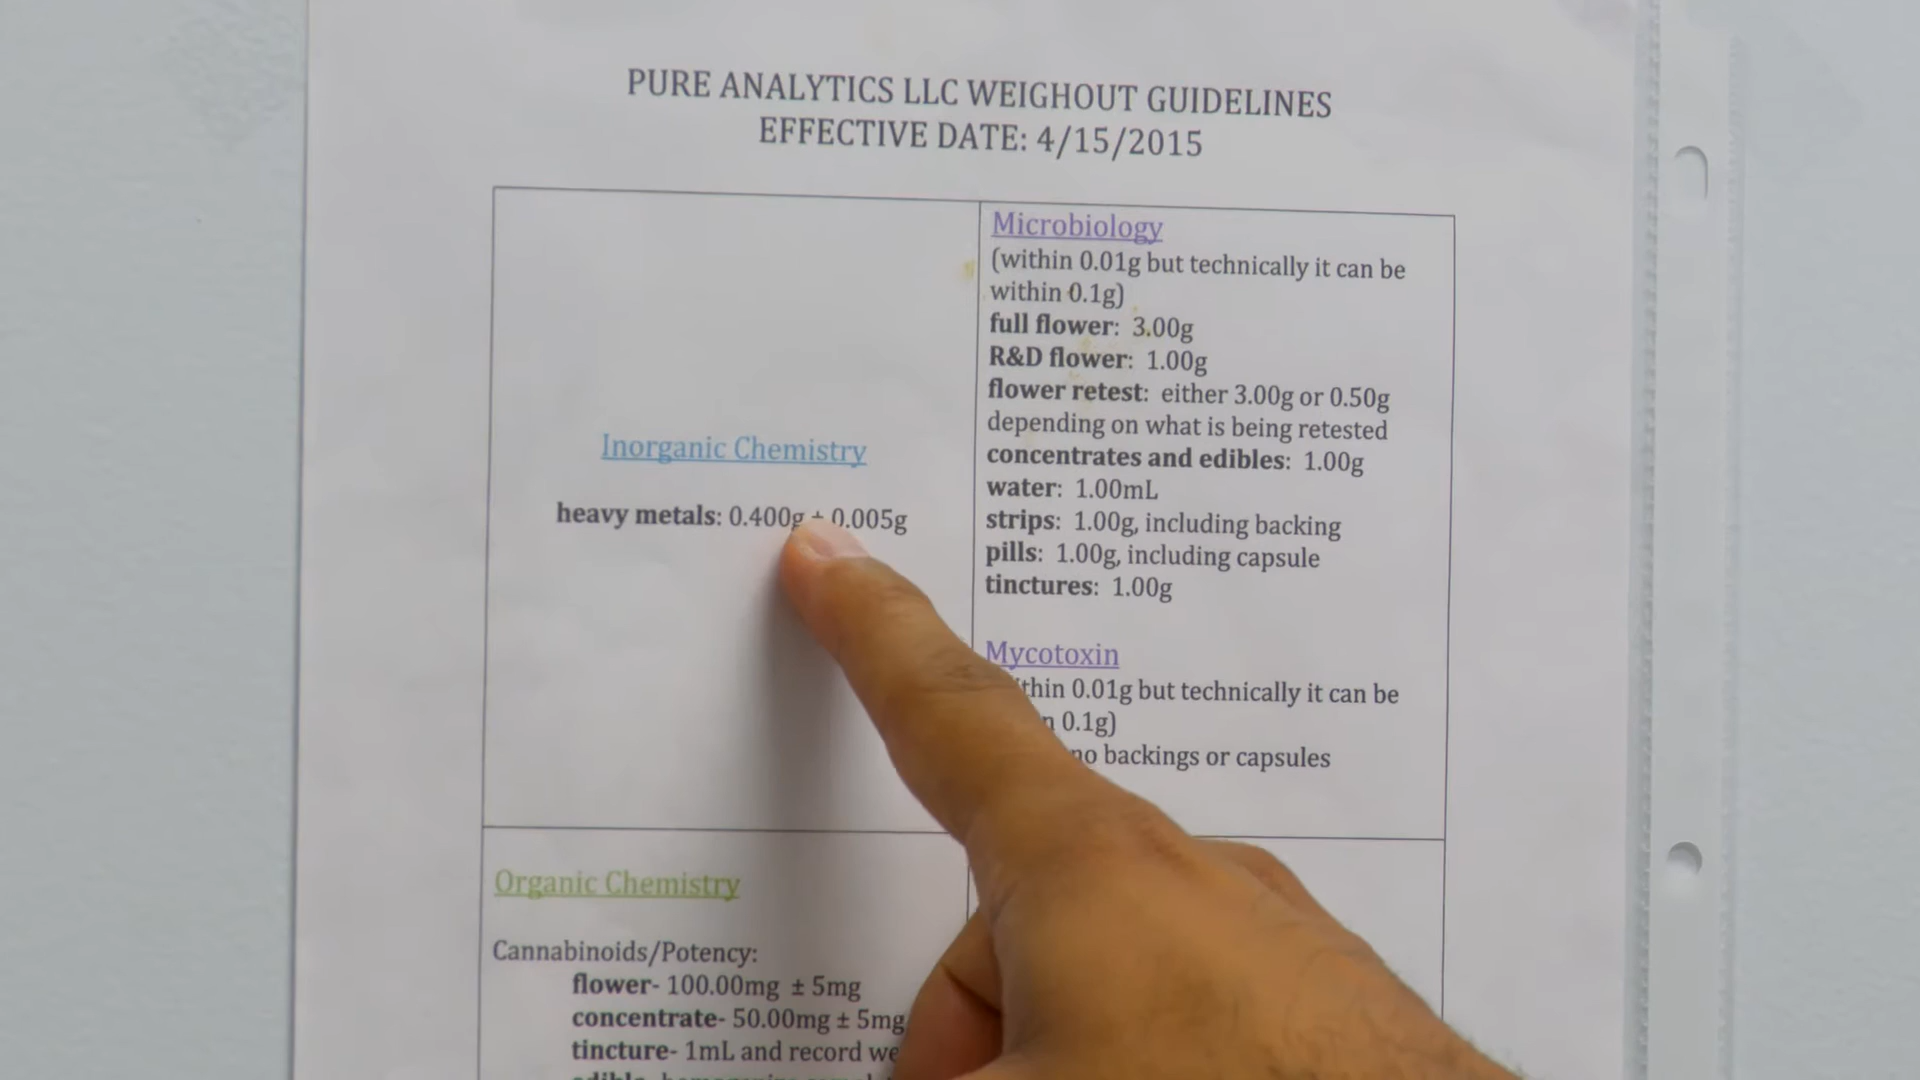 PURE ANALYTICS LLC WEIGHOUT GUIDELINES
EFFECTIVE DATE: 4/15/2015
Inorganic Chemistry
heavy metals: 0.400g ± 0.005g
Microbiology
(within 0.01g but technically it can be
within 0.1g)
full flower: 3.00g
R&D flower: 1.00g
flower retest: either 3.00g or 0.50g
depending on what is being retested
concentrates and edibles: 1.00g
water: 1.00mL
strips: 1.00g, including backing
pills: 1.00g, including capsule
tinctures: 1.00g
Mycotoxin
0.01g but technically it can be
0.1g)
no backings or capsules
Organic Chemistry
Cannabinoids/Potency:
flower- 100.00mg ± 5mg
concentrate- 50.00mg ± 5mg
tincture- 1mL and record